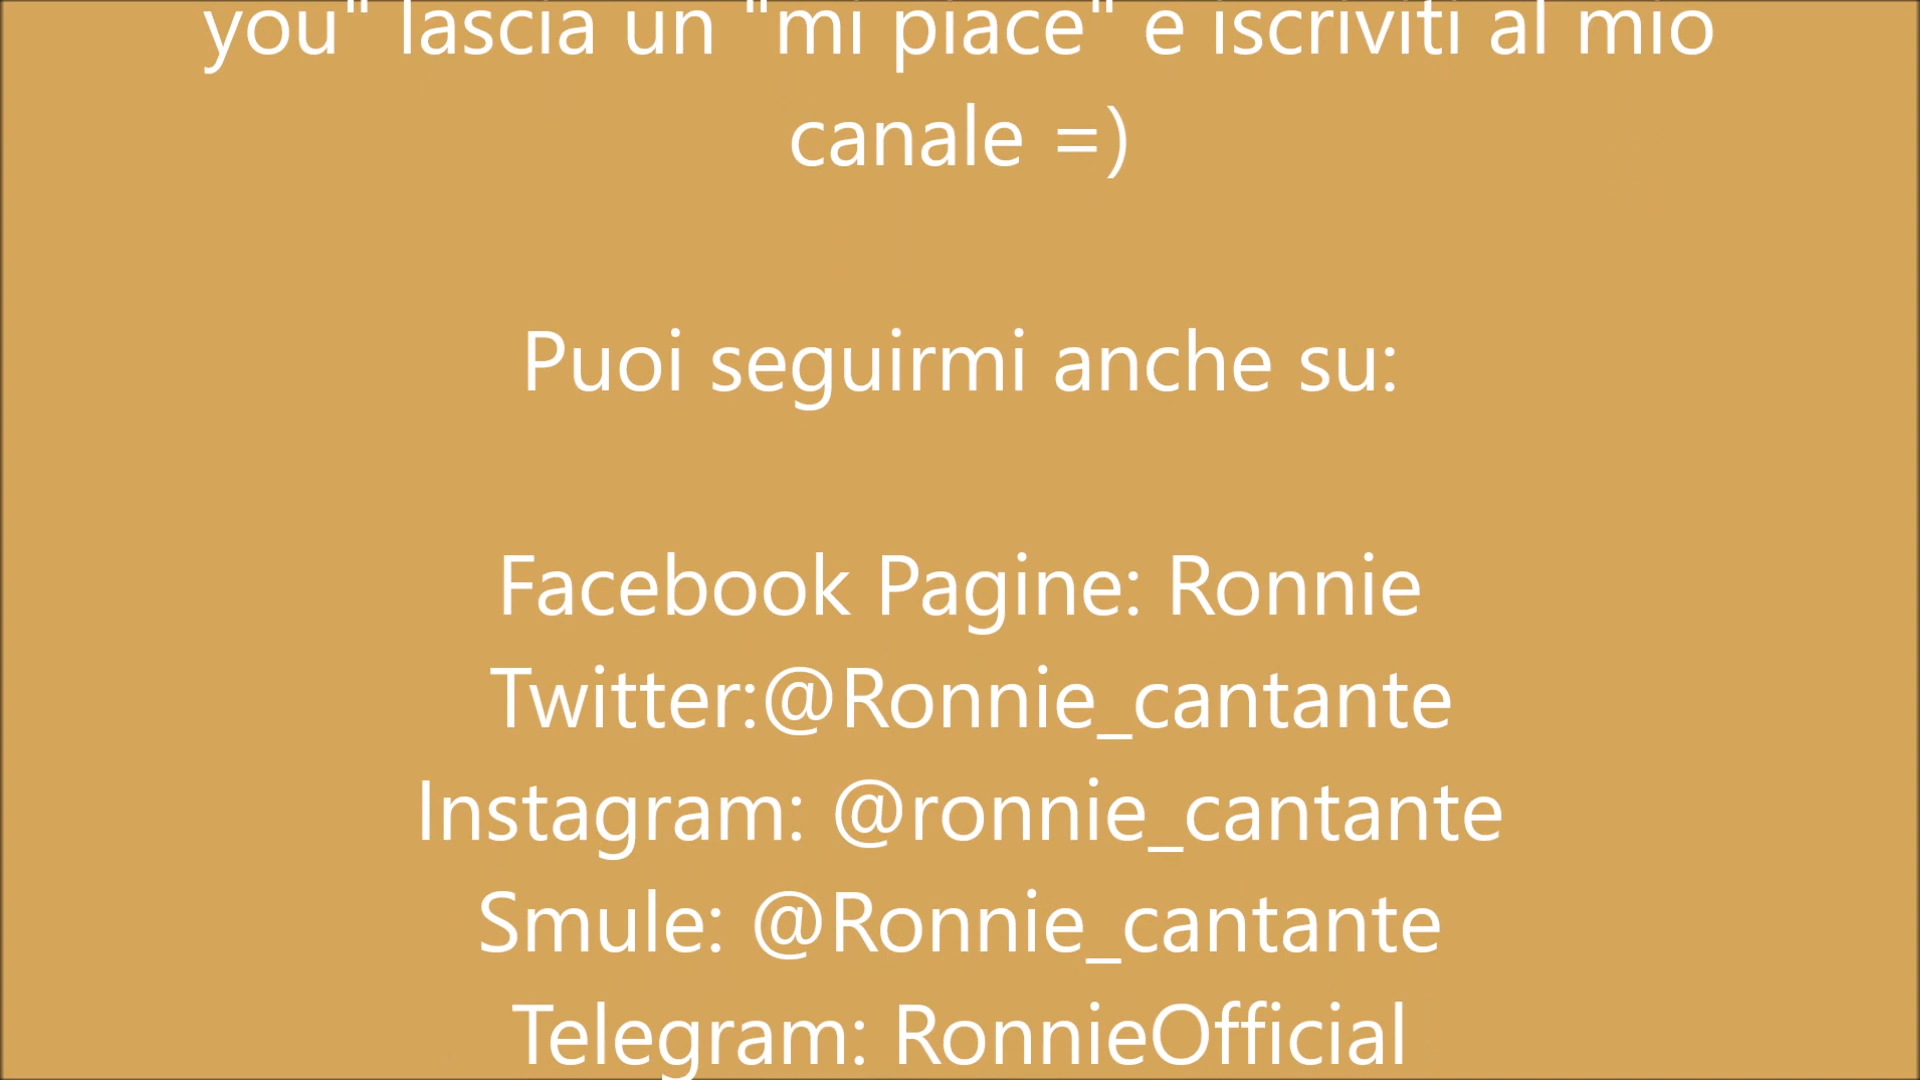 you" lascia un "mi piace" e iscriviti al mio
canale =)
Puoi seguirmi anche su:
Facebook Pagine: Ronnie
Twitter:@Ronnie_cantante
Instagram: @ronnie_cantante
Smule: @Ronnie_cantante
Telegram: RonnieOfficial